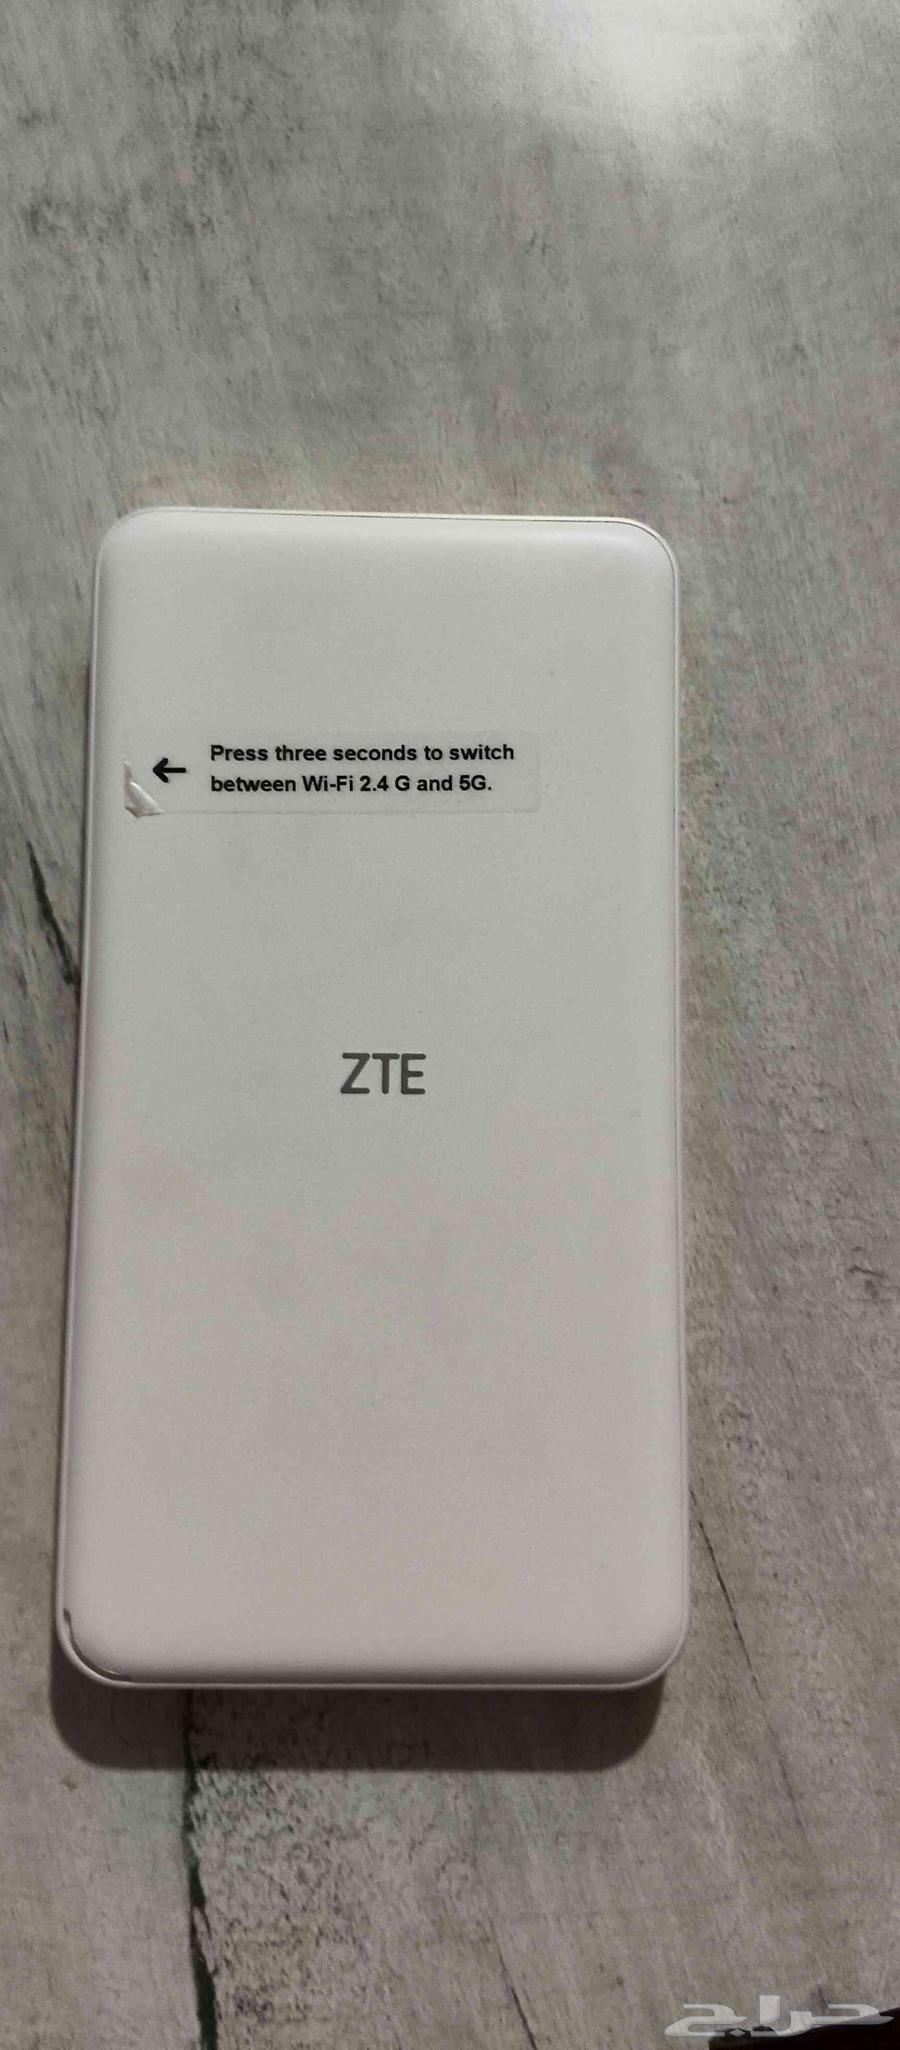 ← Press three seconds to switch
between Wi-Fi 2.4 G and 5G.
ZTE
حراج